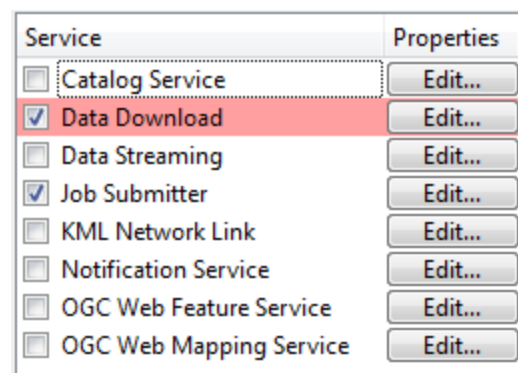 Service Properties
Catalog Service Edit...
Data Download Edit...
Data Streaming Edit...
Job Submitter Edit...
KML Network Link Edit...
Notification Service Edit...
OGC Web Feature Service Edit...
OGC Web Mapping Service Edit...